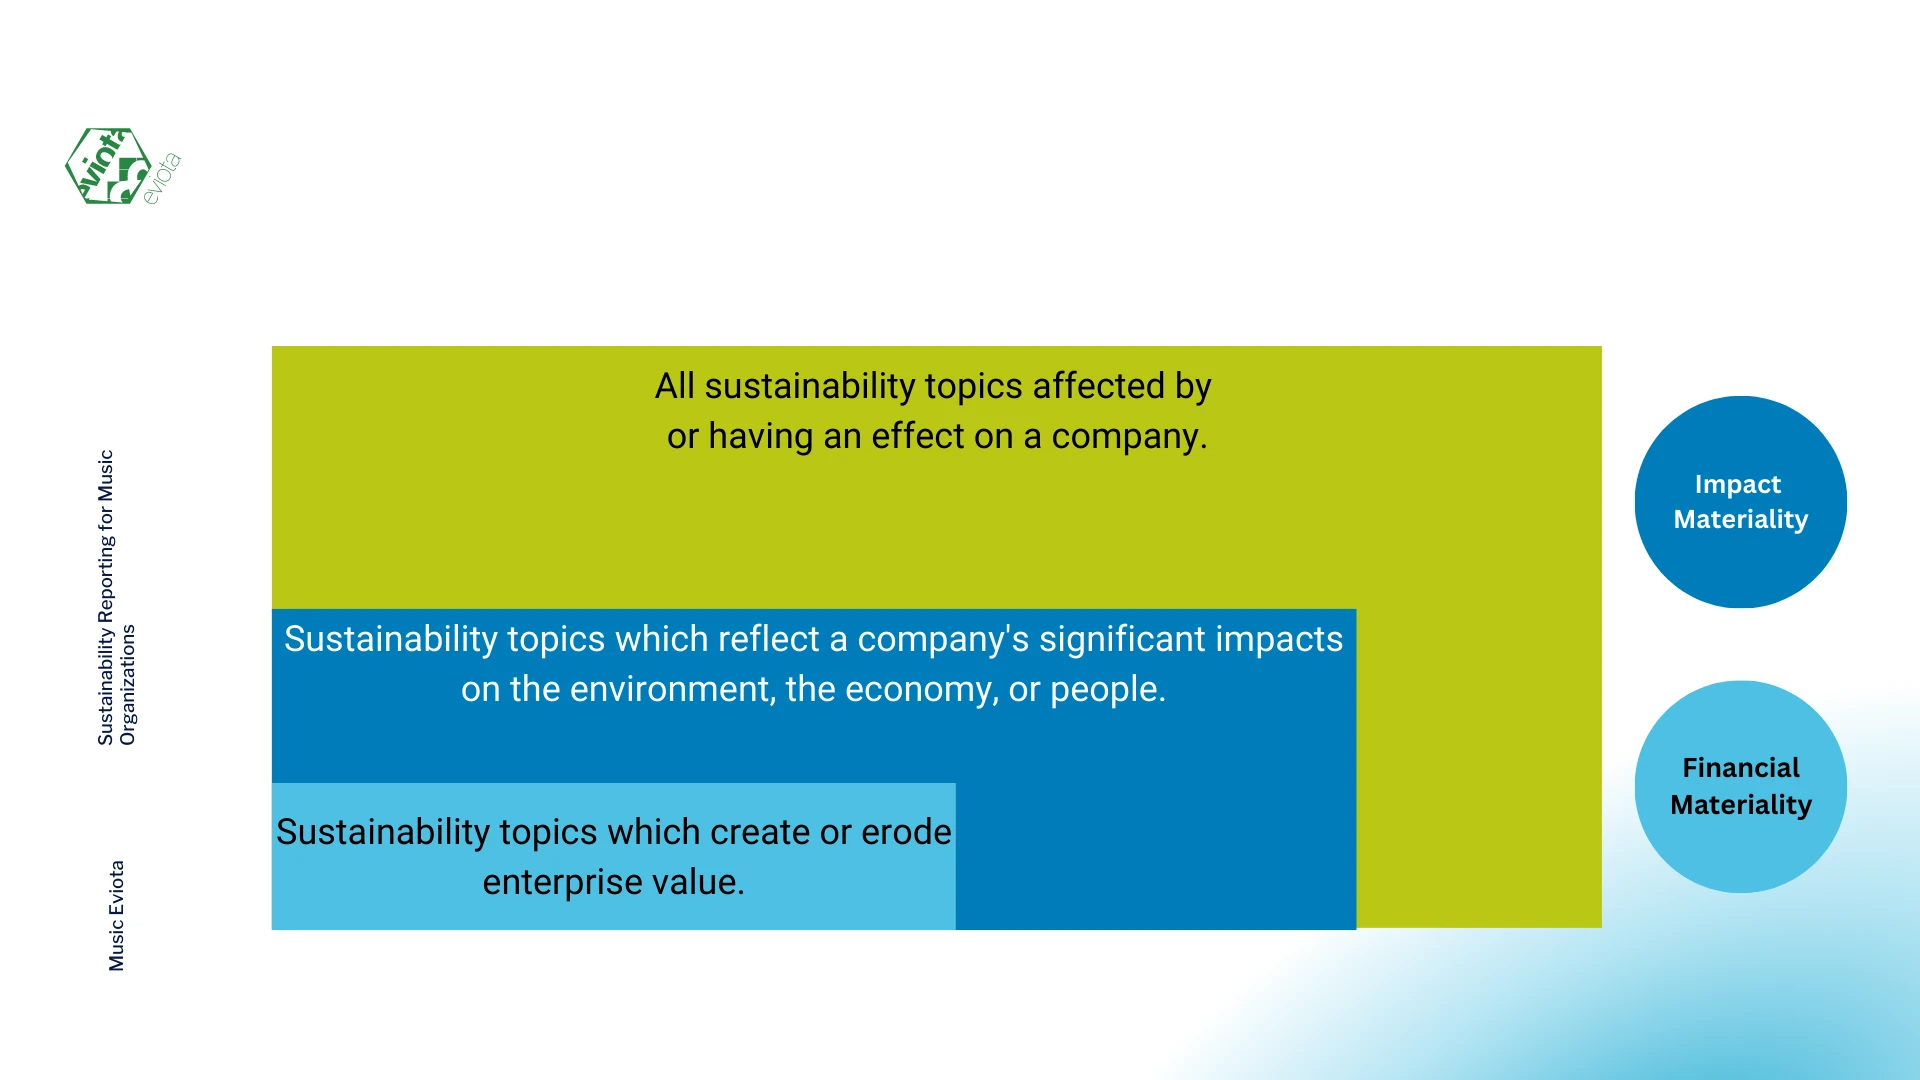 eviota
eviota
All sustainability topics affected by
or having an effect on a company.
Impact
Materiality
Sustainability topics which reflect a company's significant impacts
on the environment, the economy, or people.
Financial
Materiality
Sustainability topics which create or erode
enterprise value.
Sustainability Reporting for Music
Organizations
Music Eviota